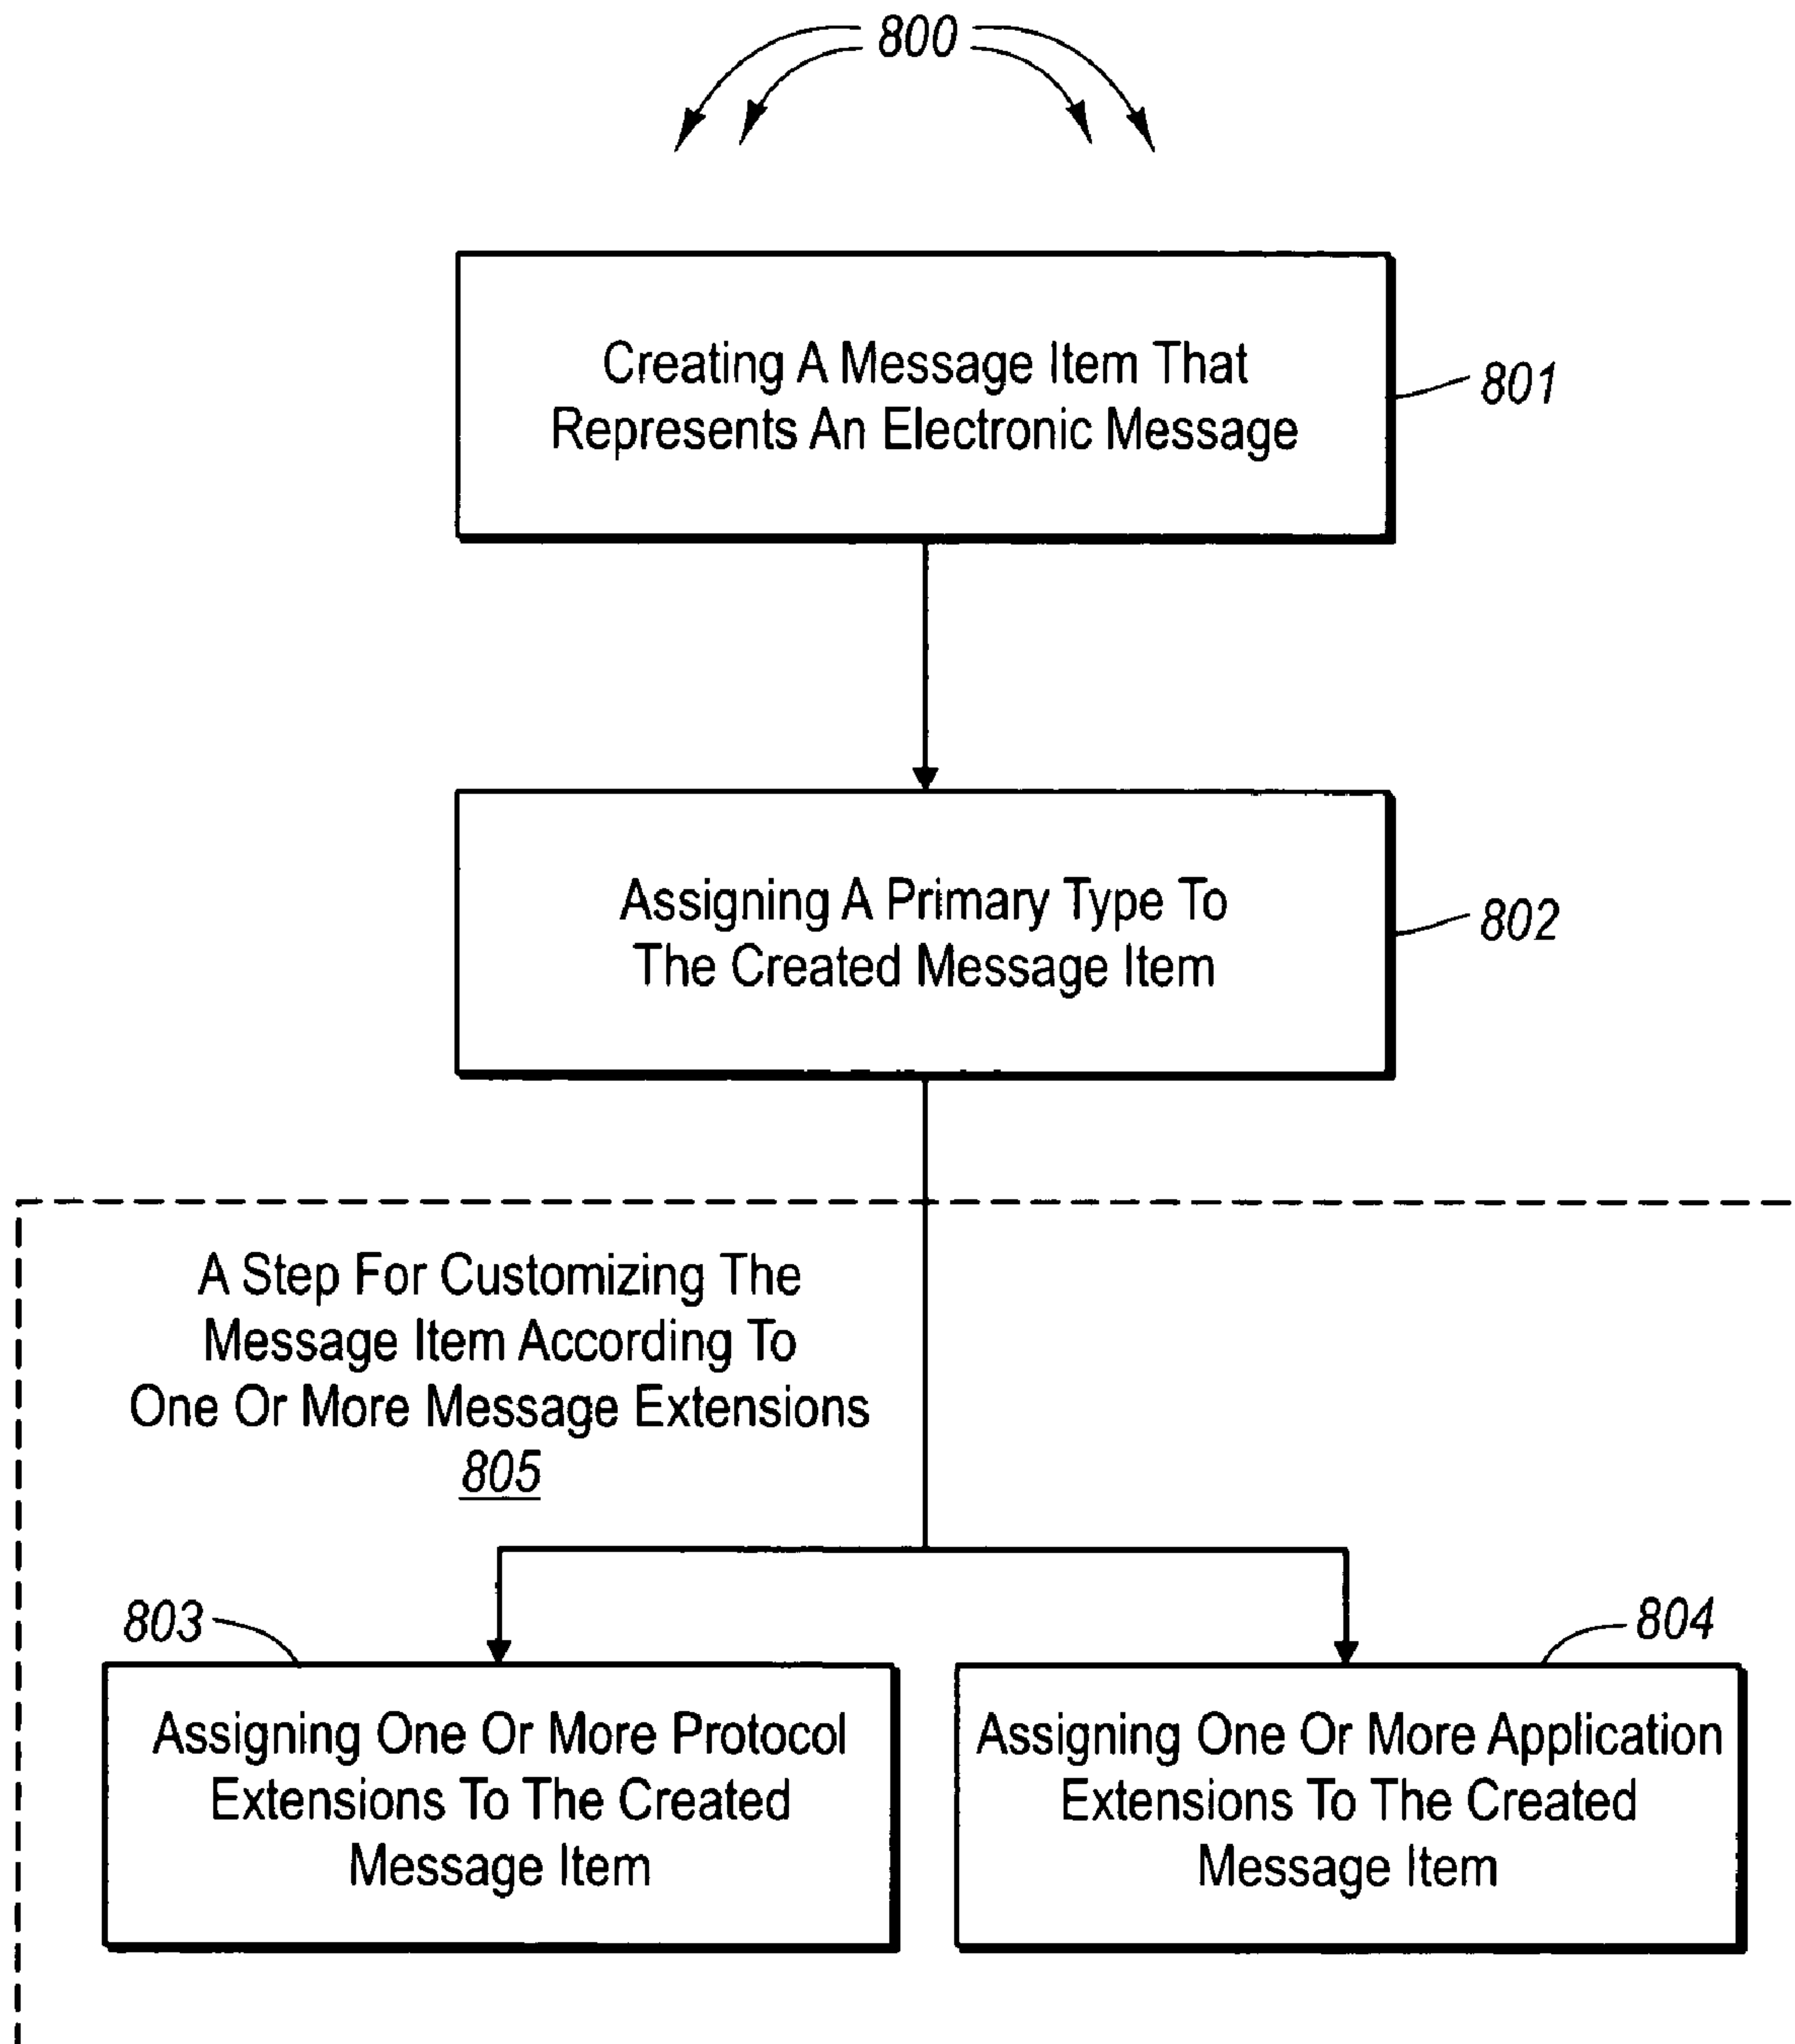 800
Creating A Message Item That
Represents An Electronic Message
801
Assigning A Primary Type To
The Created Message Item
802
A Step For Customizing The
Message Item According To
One Or More Message Extensions
805
803
Assigning One Or More Protocol
Extensions To The Created
Message Item
804
Assigning One Or More Application
Extensions To The Created
Message Item